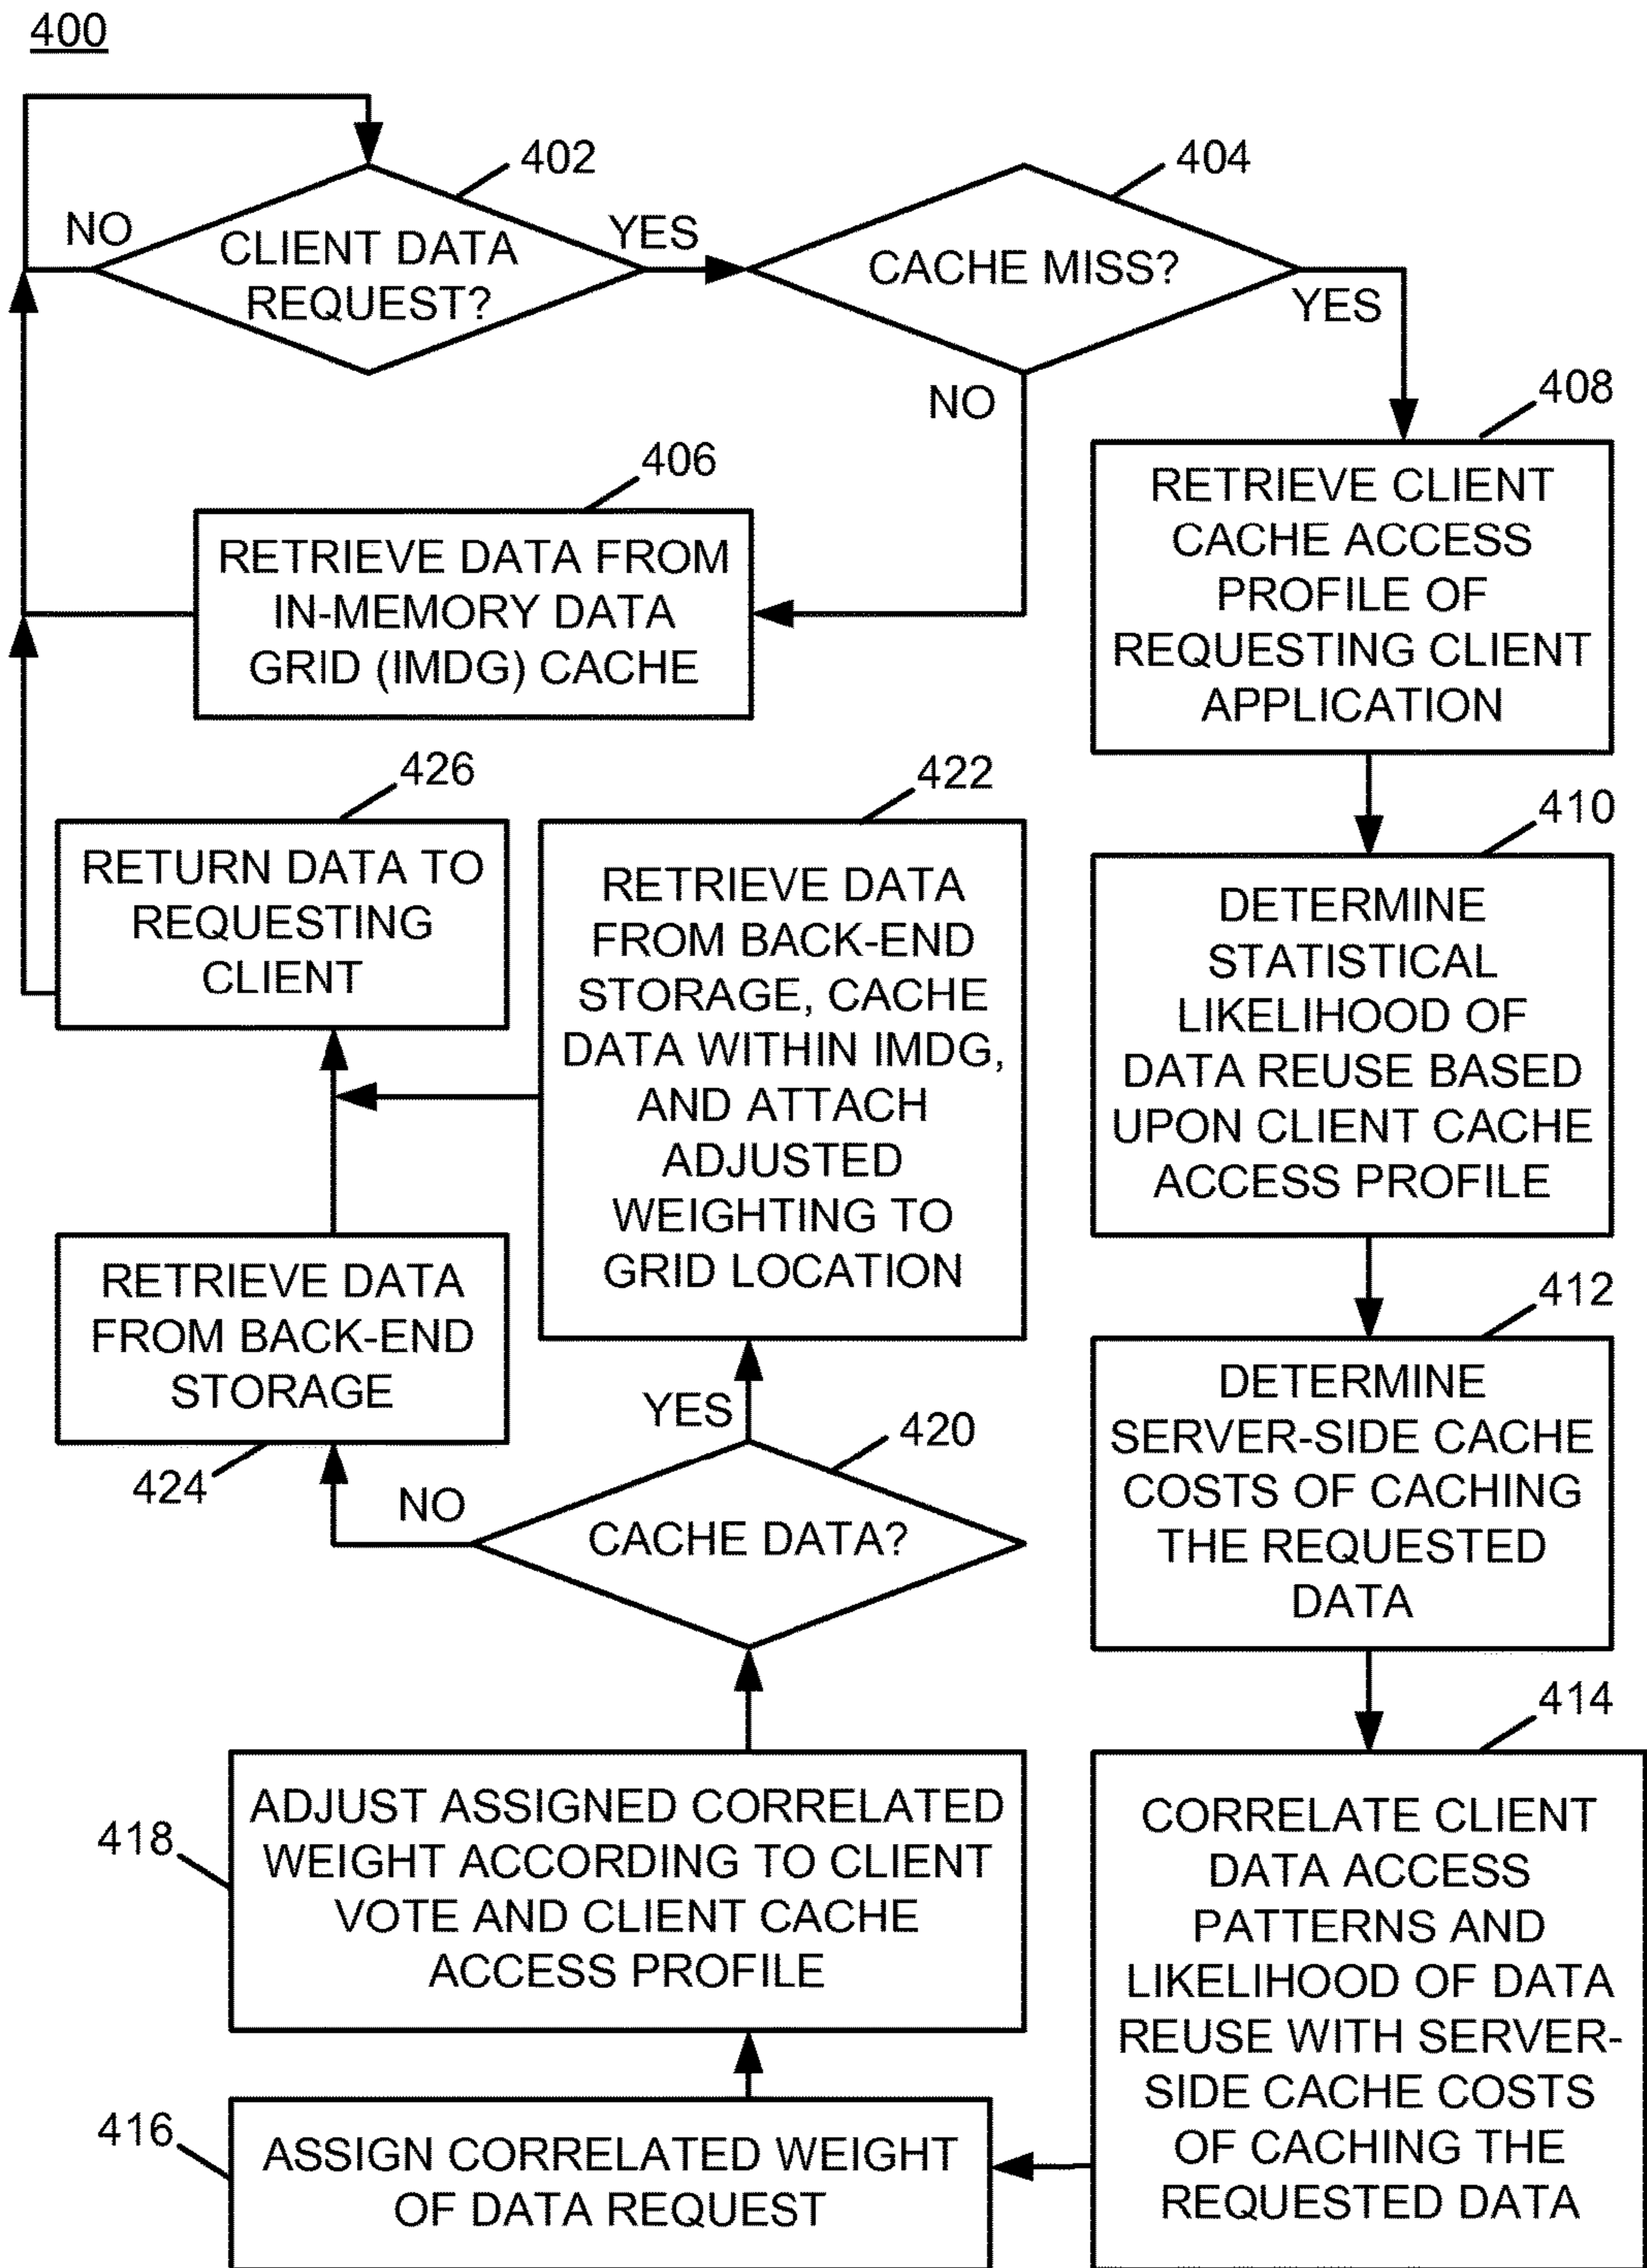 400
402
CLIENT DATA
REQUEST?
NO
YES
404
CACHE MISS?
YES
NO
406
RETRIEVE DATA FROM
IN-MEMORY DATA
GRID (IMDG) CACHE
408
RETRIEVE CLIENT
CACHE ACCESS
PROFILE OF
REQUESTING CLIENT
APPLICATION
410
DETERMINE
STATISTICAL
LIKELIHOOD OF
DATA REUSE BASED
UPON CLIENT CACHE
ACCESS PROFILE
412
DETERMINE
SERVER-SIDE CACHE
COSTS OF CACHING
THE REQUESTED
DATA
414
CORRELATE CLIENT
DATA ACCESS
PATTERNS AND
LIKELIHOOD OF DATA
REUSE WITH SERVER-
SIDE CACHE COSTS
OF CACHING THE
REQUESTED DATA
416
ASSIGN CORRELATED WEIGHT
OF DATA REQUEST
418
ADJUST ASSIGNED CORRELATED
WEIGHT ACCORDING TO CLIENT
VOTE AND CLIENT CACHE
ACCESS PROFILE
420
CACHE DATA?
YES
NO
422
RETRIEVE DATA
FROM BACK-END
STORAGE, CACHE
DATA WITHIN IMDG,
AND ATTACH
ADJUSTED
WEIGHTING TO
GRID LOCATION
424
RETRIEVE DATA
FROM BACK-END
STORAGE
426
RETURN DATA TO
REQUESTING
CLIENT